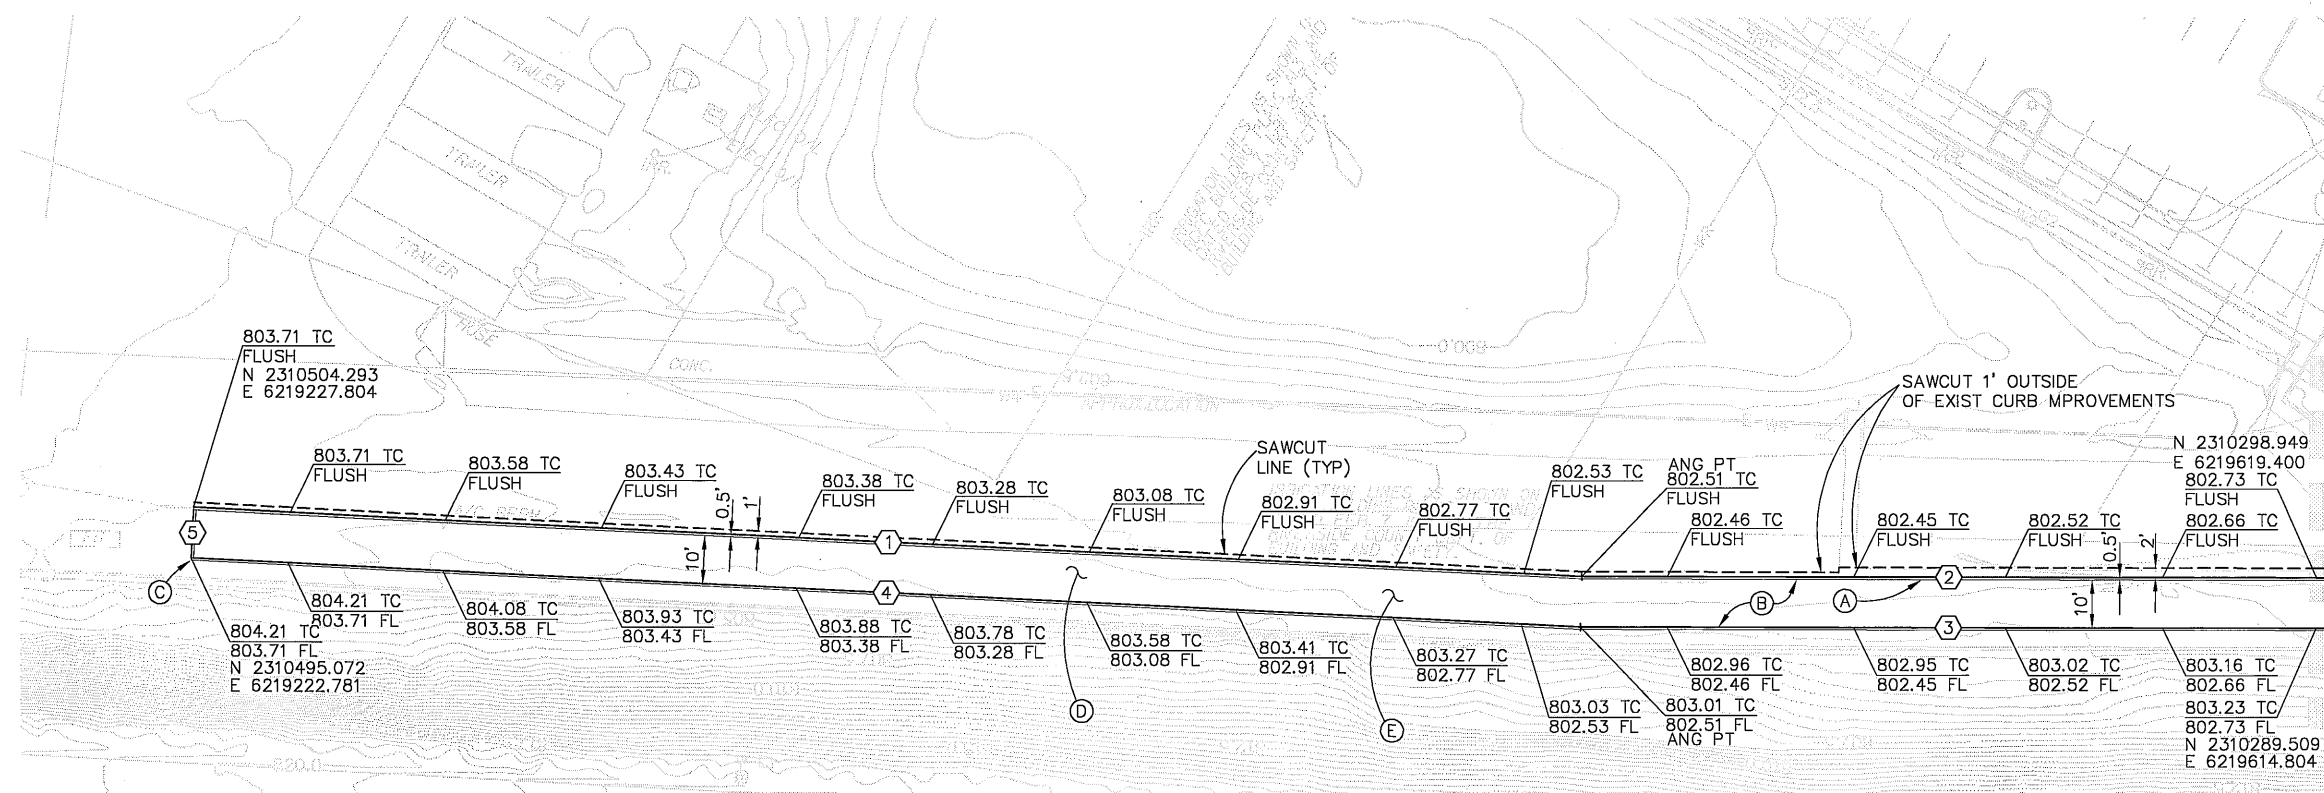 TRAILER
TRAILER
TRAILER
HOSE
CONC.
IRR.
APPROX LOCATION
803.71 TC
FLUSH
N 2310504.293
E 6219227.804
803.71 TC
FLUSH
803.58 TC
FLUSH
803.43 TC
FLUSH
0.5'
1'
803.38 TC
FLUSH
803.28 TC
FLUSH
803.08 TC
FLUSH
SAWCUT
LINE (TYP)
802.91 TC
FLUSH
802.77 TC
FLUSH
802.53 TC
FLUSH
ANG PT
802.51 TC
FLUSH
802.46 TC
FLUSH
SAWCUT 1' OUTSIDE
OF EXIST CURB MPROVEMENTS
802.45 TC
FLUSH
802.52 TC
FLUSH
0.5'
2'
N 2310298.949
E 6219619.400
802.73 TC
FLUSH
802.66 TC
FLUSH
5
10'
1
4
2
10'
3
A
B
C
D
E
804.21 TC
803.71 FL
N 2310495.072
E 6219222.781
804.21 TC
803.71 FL
804.08 TC
803.58 FL
803.93 TC
803.43 FL
803.88 TC
803.38 FL
803.78 TC
803.28 FL
803.58 TC
803.08 FL
803.41 TC
802.91 FL
803.27 TC
802.77 FL
803.03 TC
802.53 FL
803.01 TC
802.51 FL
ANG PT
802.96 TC
802.46 FL
802.95 TC
802.45 FL
803.02 TC
802.52 FL
803.16 TC
802.66 FL
803.23 TC
802.73 FL
N 2310289.509
E 6219614.804
820.0